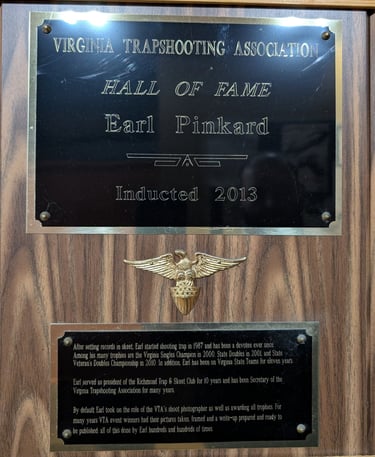 VIRGINIA TRAPSHOOTING ASSOCIATION
HALL OF FAME
Earl Pinkard
Inducted 2013
After setting records in skeet, Earl started shooting trap in 1987 and has been a devotee ever since.
Among his many trophies are the Virginia Singles Champion in 2000, State Doubles in 2001, and State
Veteran's Doubles Championship in 2010. In addition, Earl has been on Virginia State Teams for eleven years.
Earl served as president of the Richmond Trap & Skeet Club for 10 years and has been Secretary of the
Virginia Trapshooting Association for many years.
By default Earl took on the role of the VTA's shoot photographer as well as awarding all trophies. For
many years VTA event winners had their pictures taken, framed and a write-up prepared and ready to
be published; all of this done by Earl hundreds and hundreds of times.